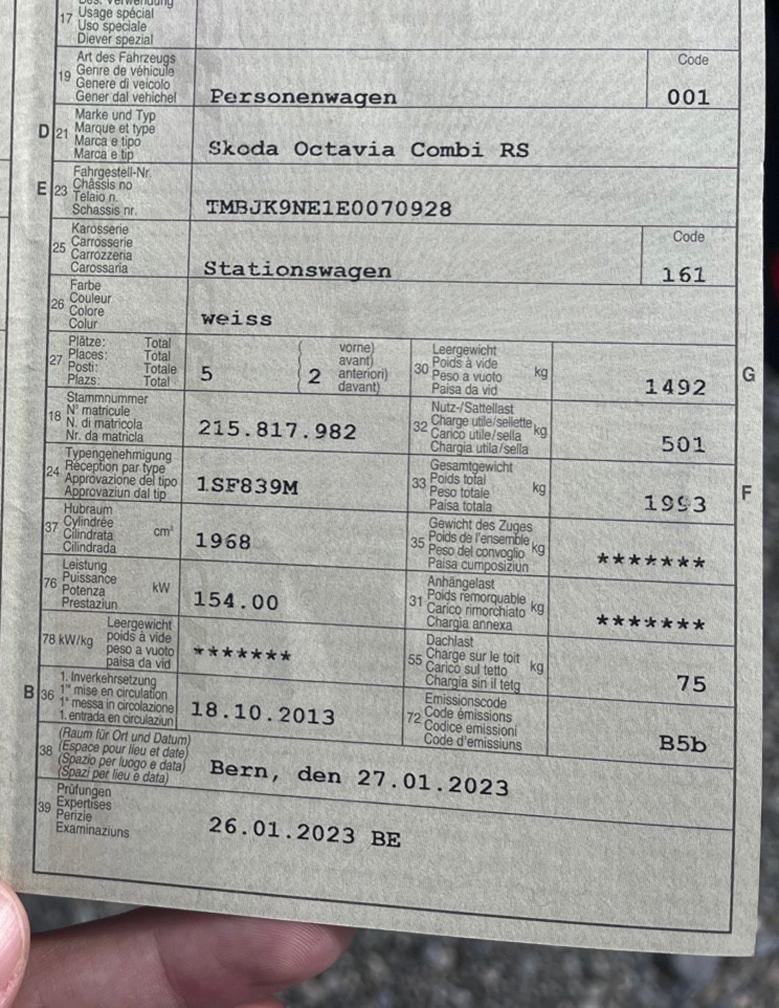 Bes. Verwendung
17 Usage spécial
Uso speciale
Diever spezial
19 Art des Fahrzeugs
Genre de véhicule
Genere di veicolo
Gener dal vehichel
Personenwagen
Code
001
D 21 Marke und Typ
Marque et type
Marca e tipo
Marca e tip
Skoda Octavia Combi RS
E 23 Fahrgestell-Nr.
Châssis no
Telaio n.
Schassis nr.
TMBJK9NE1E0070928
25 Karosserie
Carrosserie
Carrozzeria
Carossaria
Stationswagen
Code
161
26 Farbe
Couleur
Colore
Colur
weiss
27 Plätze: Total
Places: Total
Posti: Totale
Plazs: Total
5
( 2 vorne)
avant)
anteriori)
davant)
30 Leergewicht
Poids à vide kg
Peso a vuoto
Paisa da vid
1492
G
18 Stammnummer
N° matricule
N. di matricola
Nr. da matricla
215.817.982
32 Nutz-/Sattellast
Charge utile/sellette kg
Carico utile/sella
Chargia utila/sella
501
24 Typengenehmigung
Réception par type
Approvazione del tipo
Approvaziun dal tip
1SF839M
33 Gesamtgewicht
Poids total kg
Peso totale
Paisa totala
1993
F
37 Hubraum
Cylindrée cm³
Cilindrata
Cilindrada
1968
35 Gewicht des Zuges
Poids de l'ensemble kg
Peso del convoglio
Paisa cumposiziun
*******
76 Leistung
Puissance kW
Potenza
Prestaziun
154.00
31 Anhängelast
Poids remorquable kg
Carico rimorchiato
Chargia annexa
*******
78 kW/kg Leergewicht
poids à vide
peso a vuoto
paisa da vid
*******
55 Dachlast
Charge sur le toit kg
Carico sul tetto
Chargia sin il tetg
75
B 36 1. Inverkehrsetzung
1re mise en circulation
1a messa in circolazione
1. entrada en circulaziun
18.10.2013
72 Emissionscode
Code émissions
Codice emissioni
Code d'emissiuns
B5b
38 (Raum für Ort und Datum)
(Espace pour lieu et date)
(Spazio per luogo e data)
(Spazi per lieu e data)
Bern, den 27.01.2023
39 Prüfungen
Expertises
Perizie
Examinaziuns
26.01.2023 BE